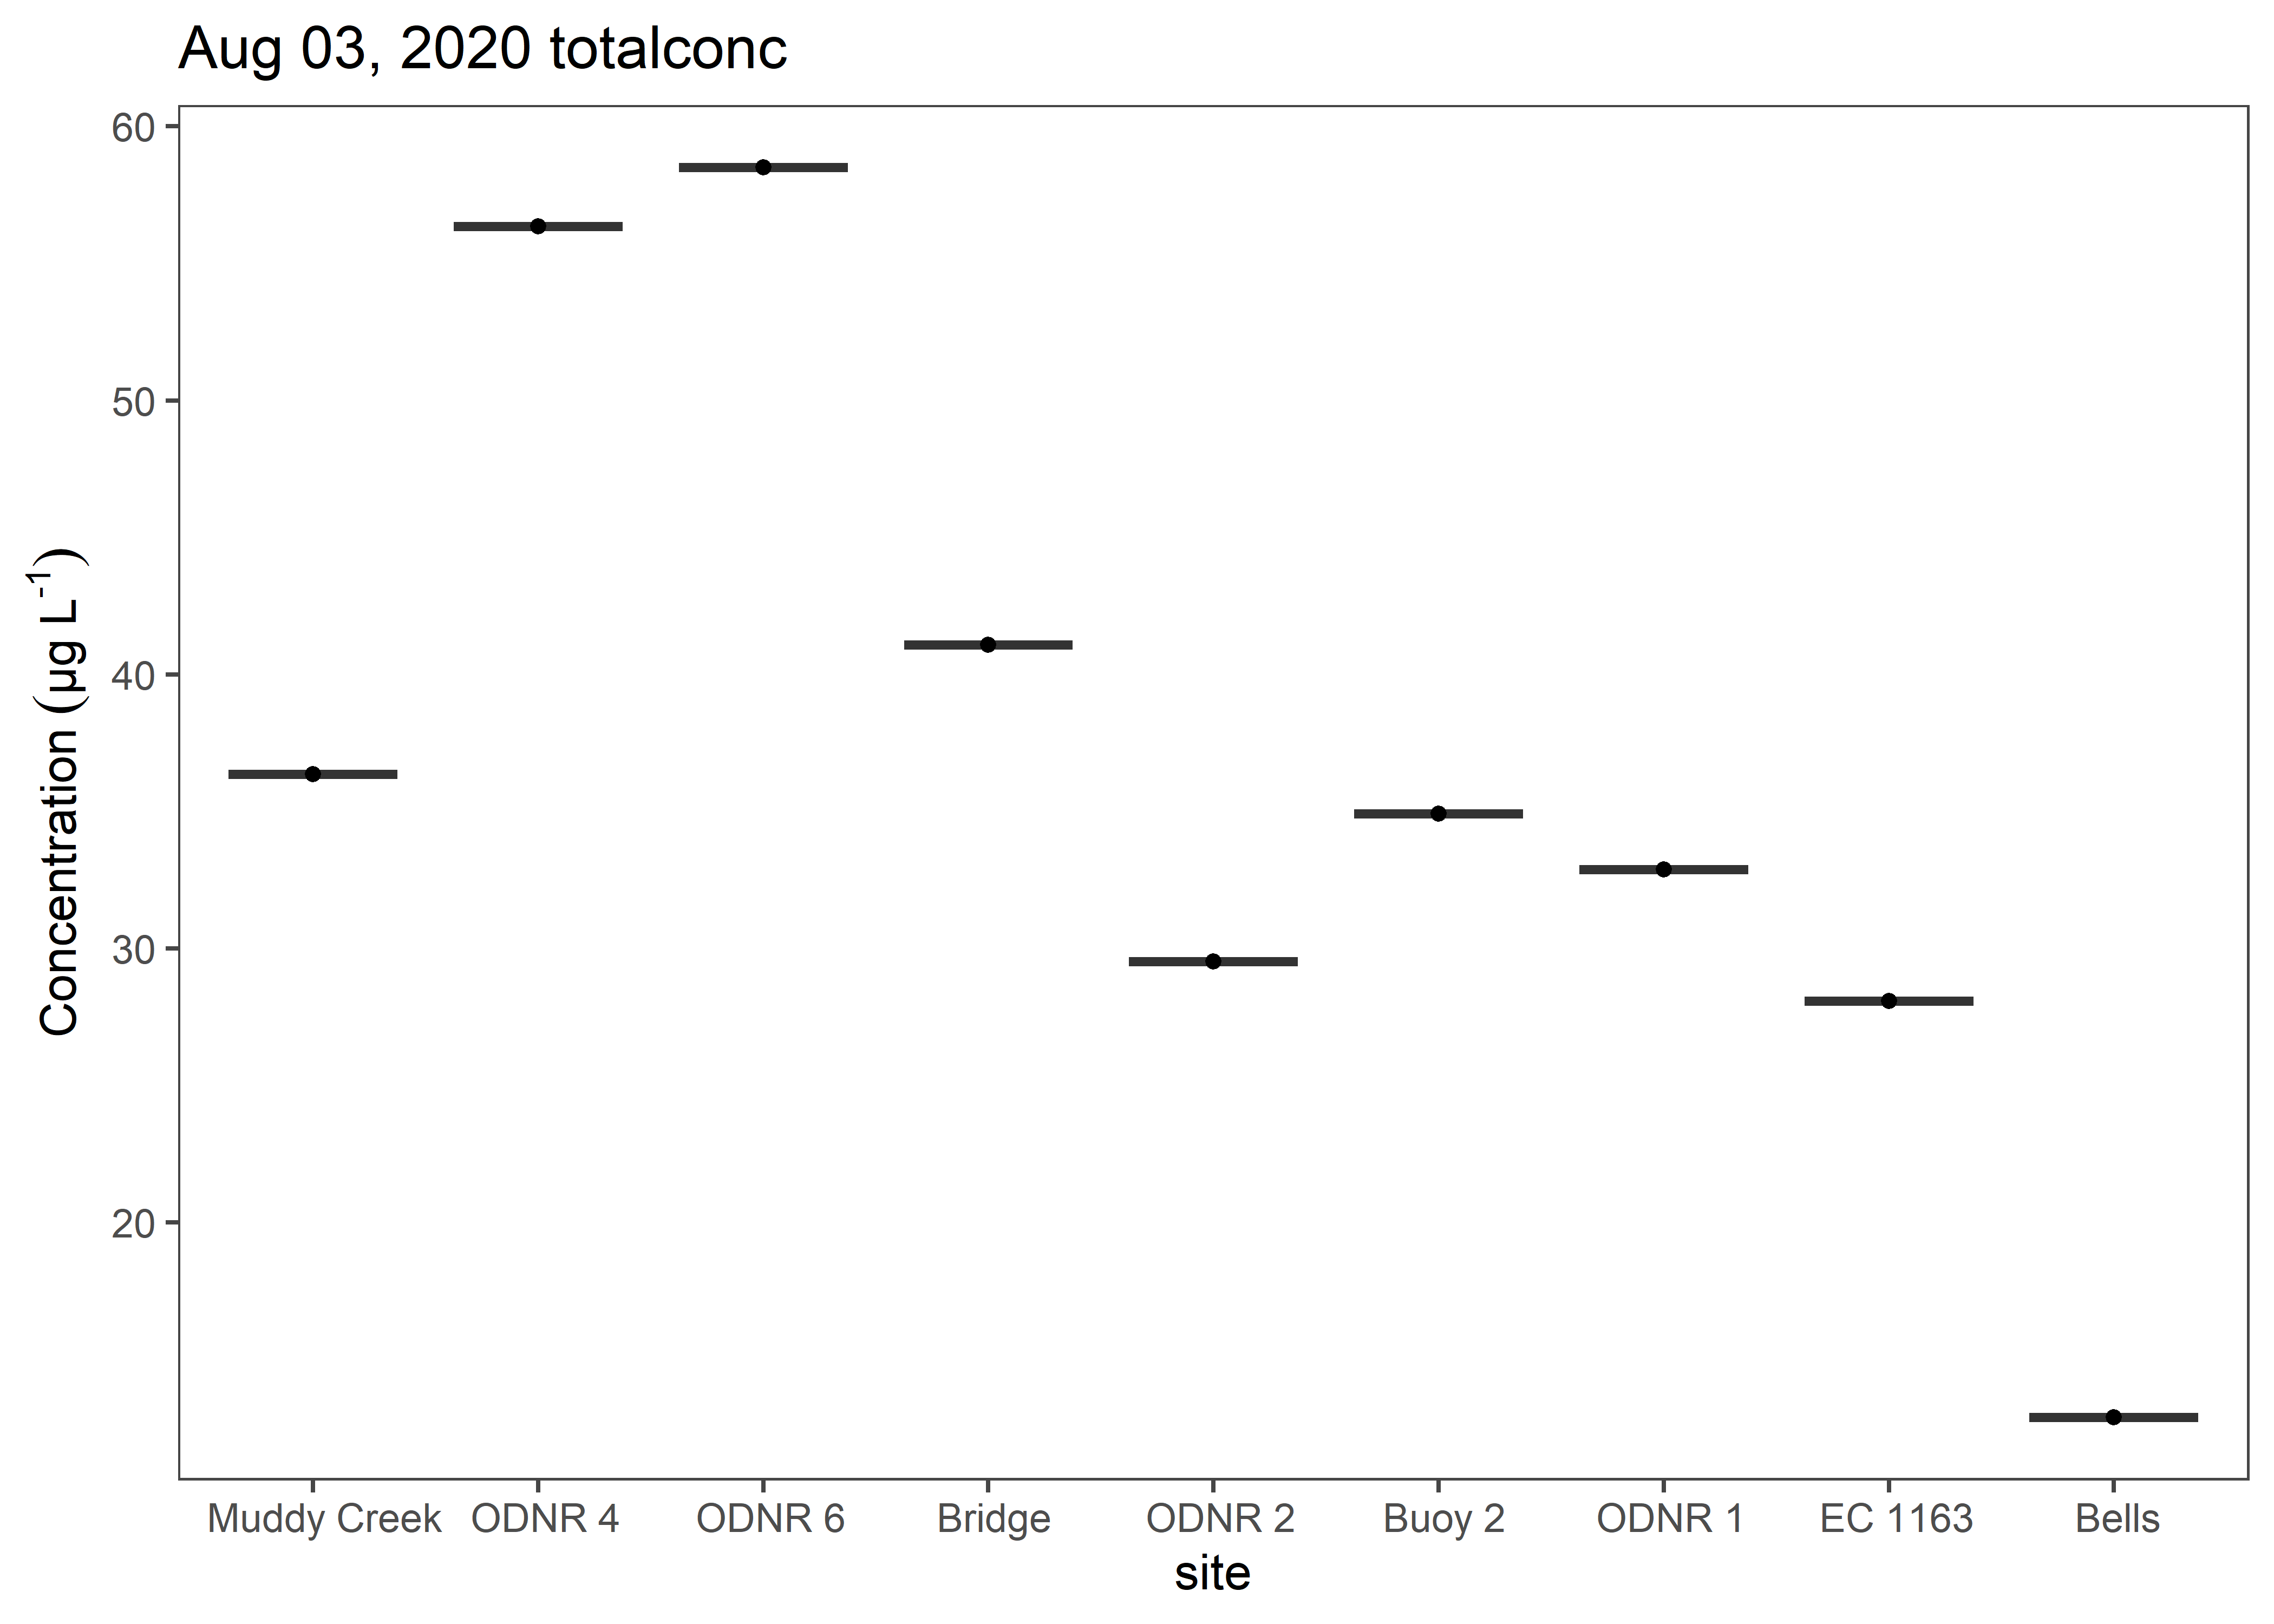 Aug 03, 2020 totalconc
Concentration (µg L⁻¹)
60
50
40
30
20
Muddy Creek ODNR 4 ODNR 6 Bridge ODNR 2 Buoy 2 ODNR 1 EC 1163 Bells
site